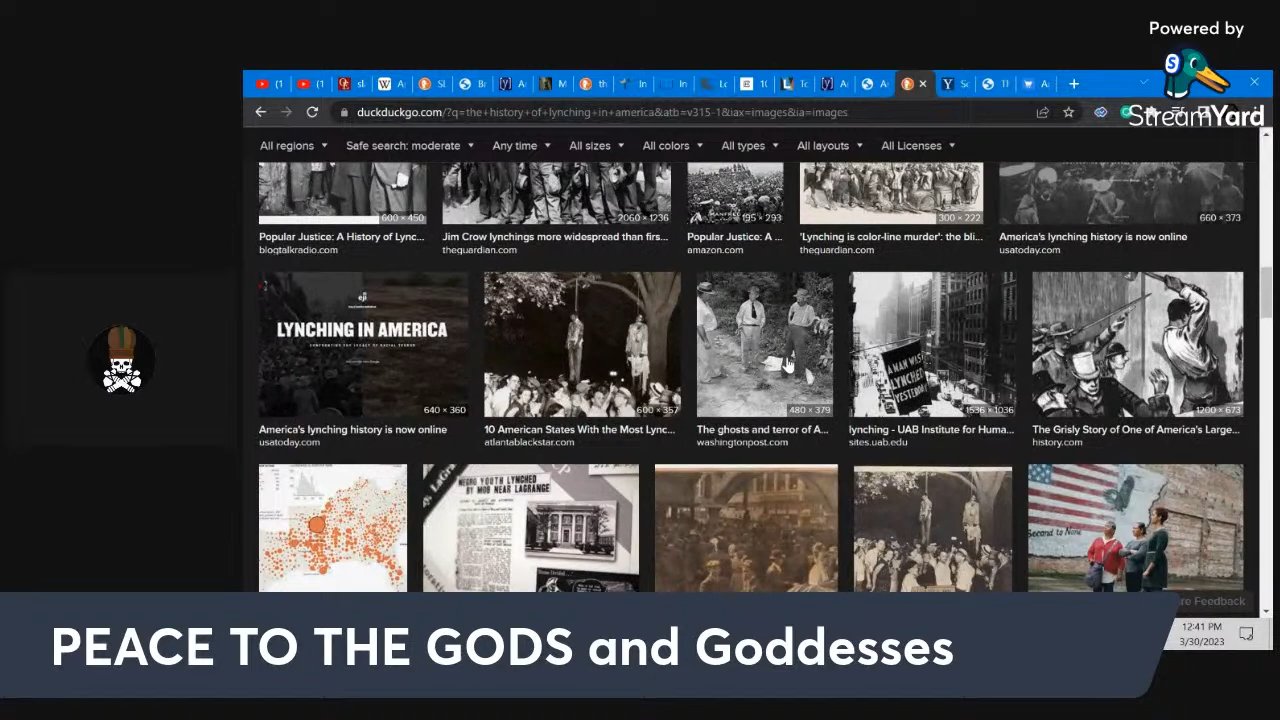 Powered by
StreamYard
duckduckgo.com/?q=the+history+of+lynching+in+america&atb=v315-1&iax=images&ia=images
All regions
Safe search: moderate
Any time
All sizes
All colors
All types
All layouts
All Licenses
600 × 450
2060 × 1236
195 × 293
300 × 222
660 × 373
Popular Justice: A History of Lync...
Jim Crow lynchings more widespread than firs...
Popular Justice: A ...
'Lynching is color-line murder': the bli...
America's lynching history is now online
blogtalkradio.com
theguardian.com
amazon.com
theguardian.com
usatoday.com
eji
LYNCHING IN AMERICA
A MAN WAS
LYNCHED
YESTERDAY
640 × 360
600 × 357
480 × 379
1536 × 1036
1200 × 673
America's lynching history is now online
10 American States With the Most Lync...
The ghosts and terror of A...
lynching - UAB Institute for Huma...
The Grisly Story of One of America's Large...
usatoday.com
atlantablackstar.com
washingtonpost.com
sites.uab.edu
history.com
NEGRO YOUTH LYNCHED
BY MOB NEAR LAGRANGE
Second to None
Feedback
12:41 PM
3/30/2023
PEACE TO THE GODS and Goddesses